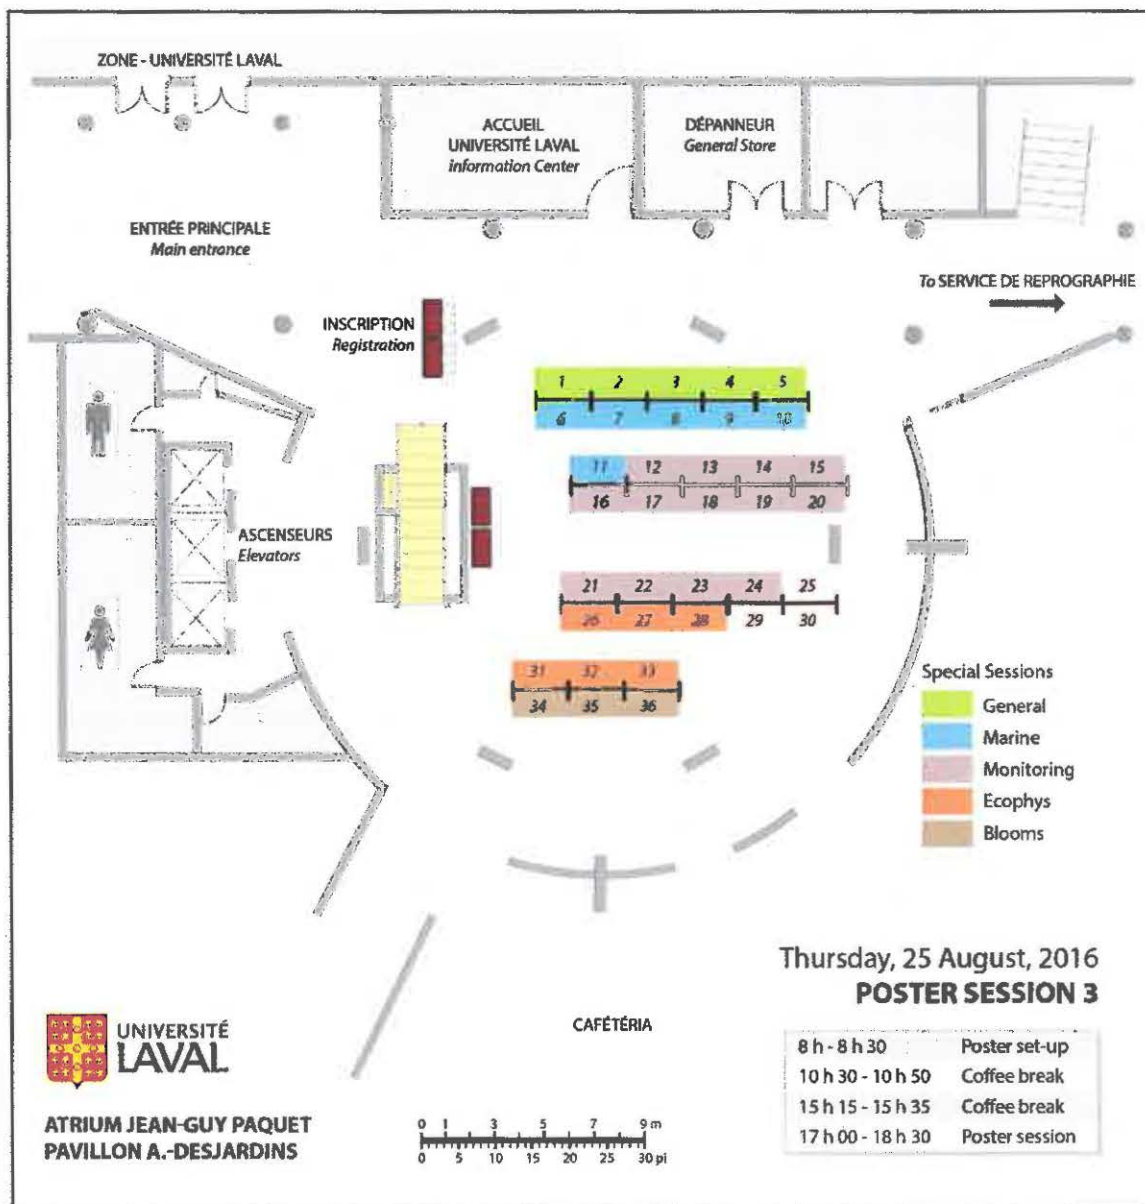 ZONE - UNIVERSITÉ LAVAL
ACCUEIL
UNIVERSITÉ LAVAL
Information Center
DÉPANNEUR
General Store
ENTRÉE PRINCIPALE
Main entrance
To SERVICE DE REPROGRAPHIE
INSCRIPTION
Registration
1 2 3 4 5
6 7 8 9 10
11 12 13 14 15
16 17 18 19 20
ASCENSEURS
Elevators
21 22 23 24 25
26 27 28 29 30
31 32 33
34 35 36
Special Sessions
General
Marine
Monitoring
Ecophys
Blooms
Thursday, 25 August, 2016
POSTER SESSION 3
8 h - 8 h 30 Poster set-up
10 h 30 - 10 h 50 Coffee break
15 h 15 - 15 h 35 Coffee break
17 h 00 - 18 h 30 Poster session
CAFÉTÉRIA
UNIVERSITÉ
LAVAL
ATRIUM JEAN-GUY PAQUET
PAVILLON A.-DESJARDINS
0 1 3 5 7 9 m
0 5 10 15 20 25 30 pi